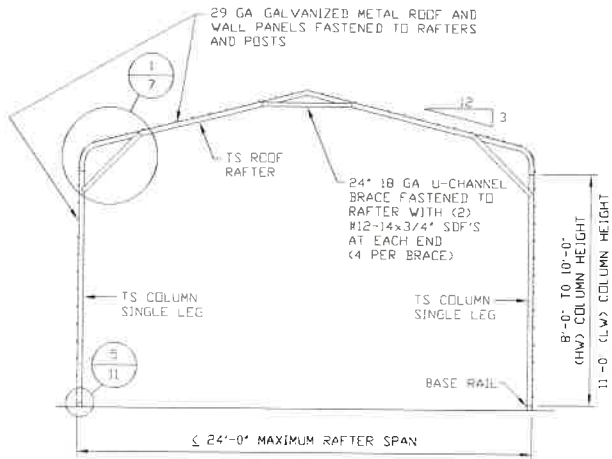 29 GA GALVANIZED METAL ROOF AND
WALL PANELS FASTENED TO RAFTERS
AND POSTS
1
7
12
3
TS ROOF
RAFTER
24" 18 GA U-CHANNEL
BRACE FASTENED TO
RAFTER WITH (2)
#12-14x3/4" SDF'S
AT EACH END
(4 PER BRACE)
TS COLUMN
SINGLE LEG
TS COLUMN
SINGLE LEG
8'-0" TO 10'-0"
(HW) COLUMN HEIGHT
11'-0 (LW) COLUMN HEIGHT
5
11
BASE RAIL
≤ 24'-0" MAXIMUM RAFTER SPAN